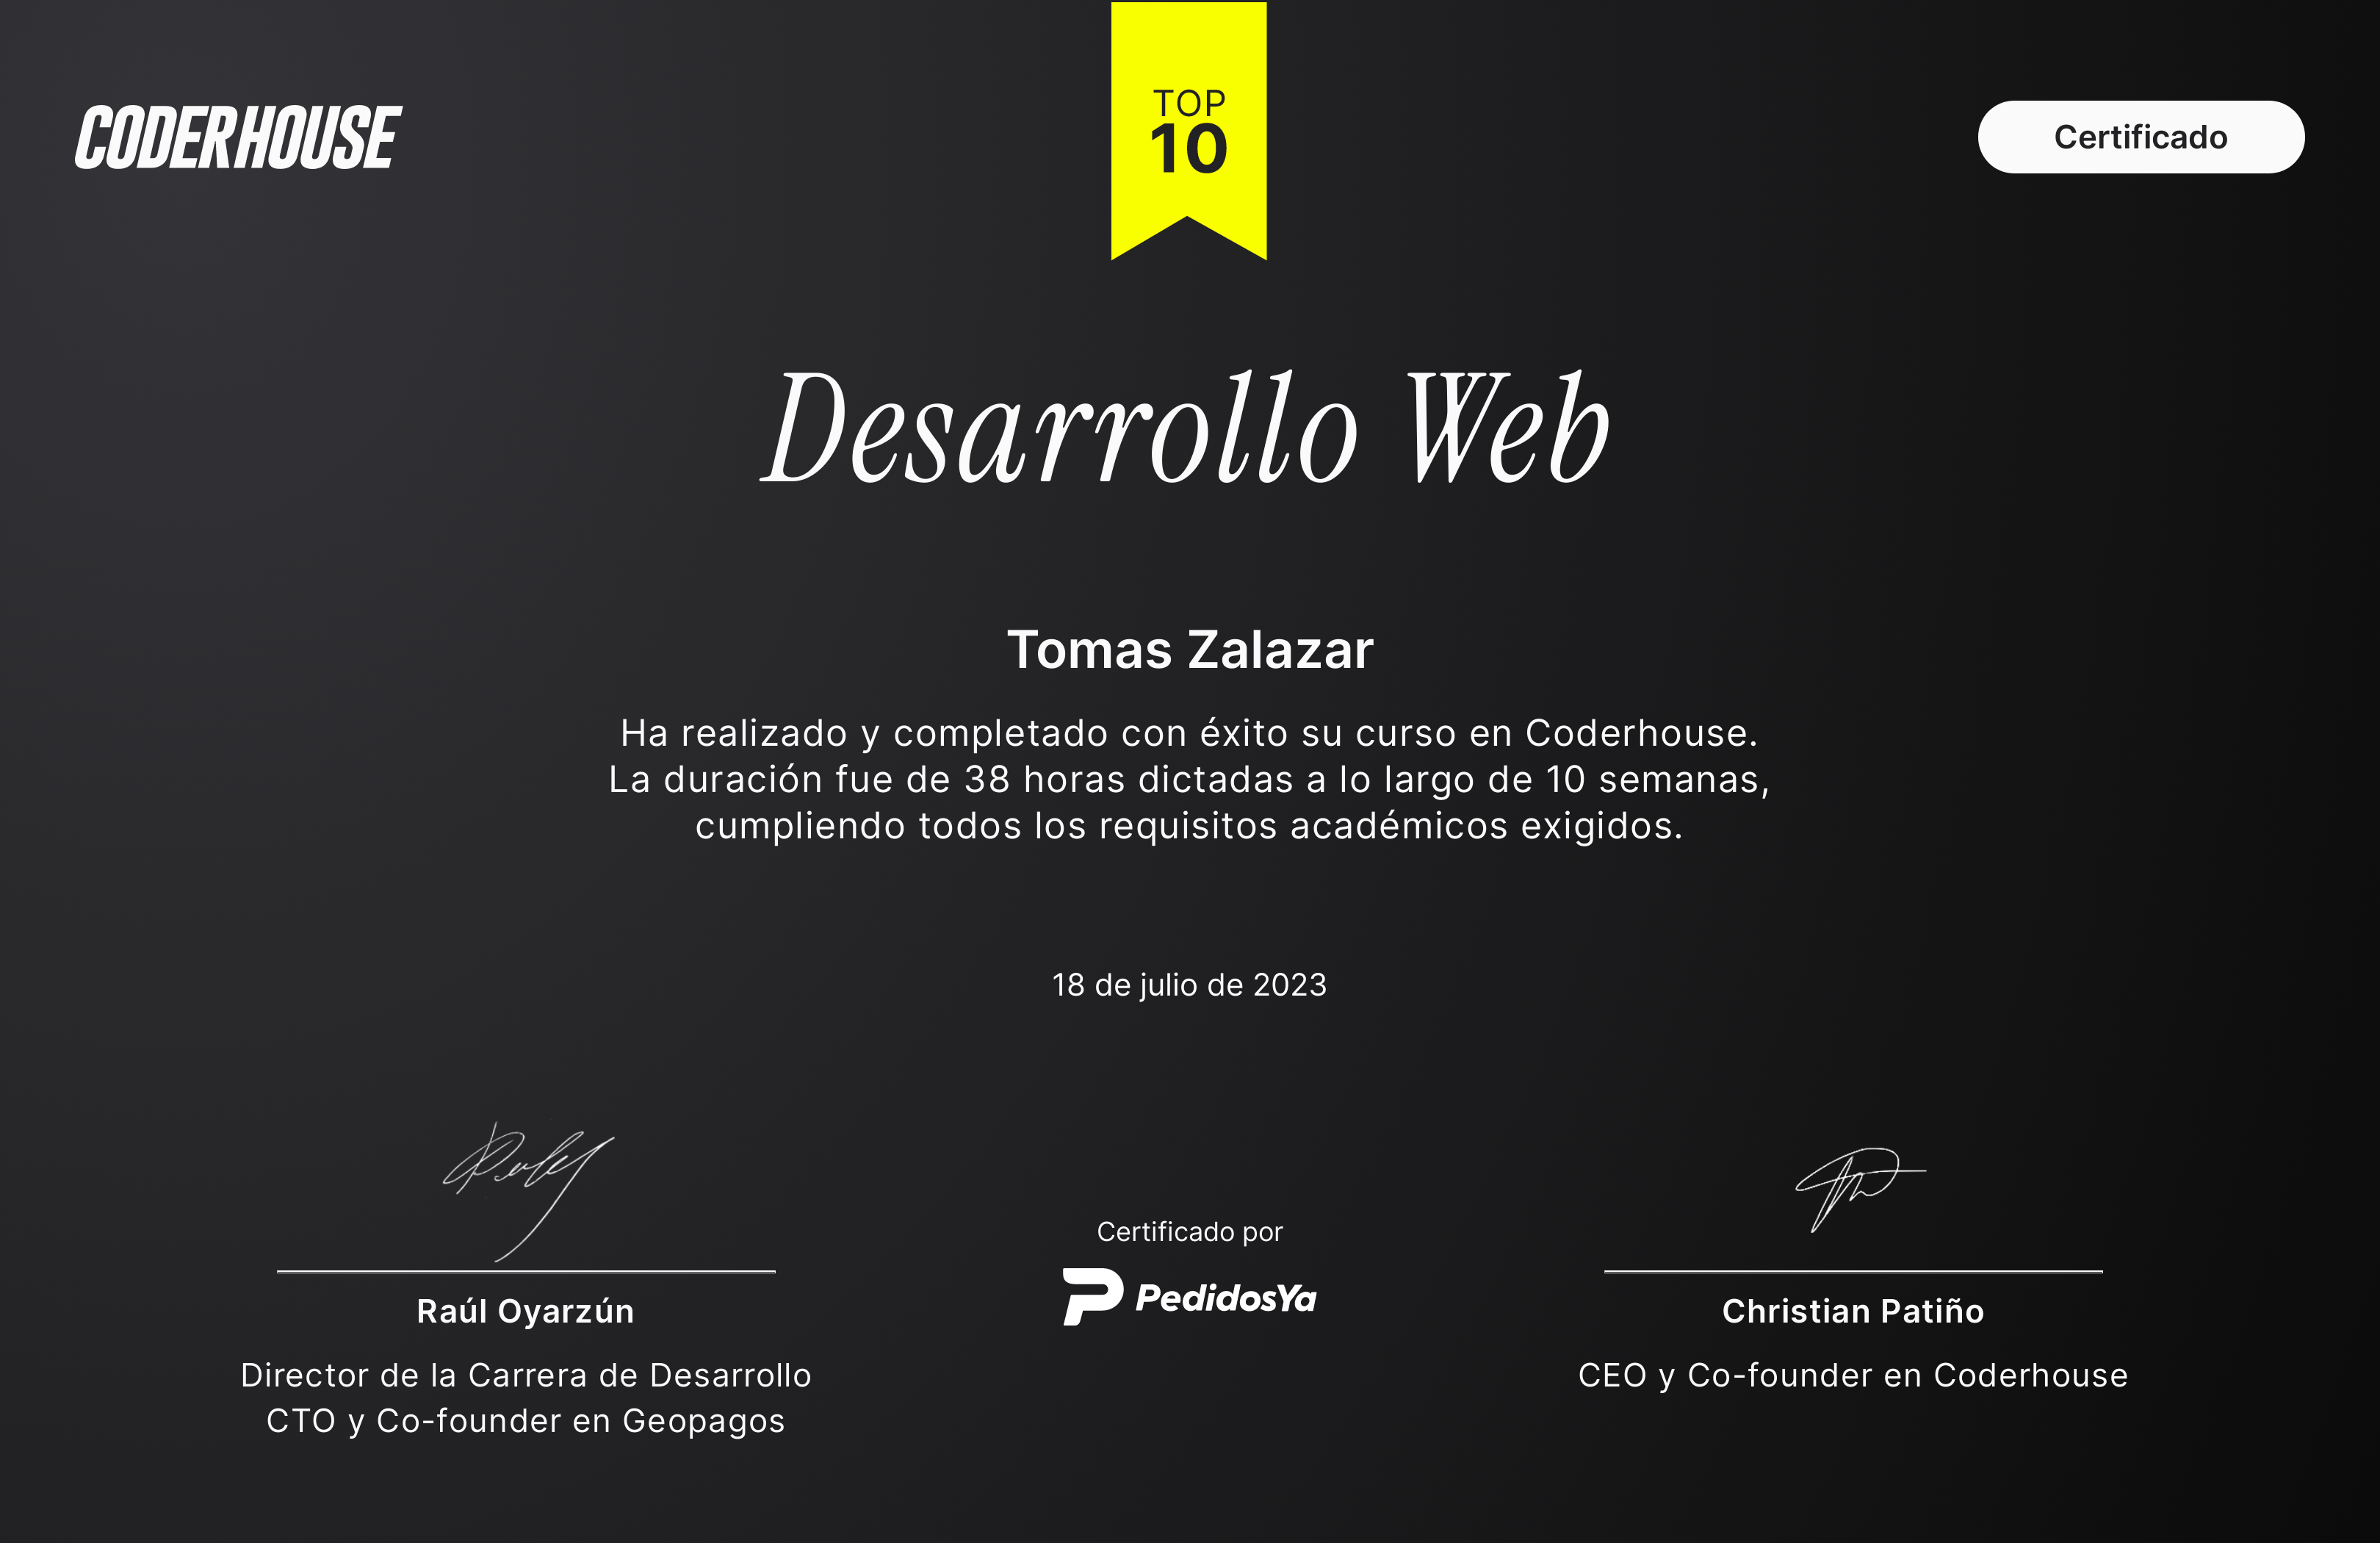 CODERHOUSE
TOP
10
Certificado
Desarrollo Web
Tomas Zalazar
Ha realizado y completado con éxito su curso en Coderhouse.
La duración fue de 38 horas dictadas a lo largo de 10 semanas,
cumpliendo todos los requisitos académicos exigidos.
18 de julio de 2023
Raúl Oyarzún
Director de la Carrera de Desarrollo
CTO y Co-founder en Geopagos
Certificado por
PedidosYa
Christian Patiño
CEO y Co-founder en Coderhouse